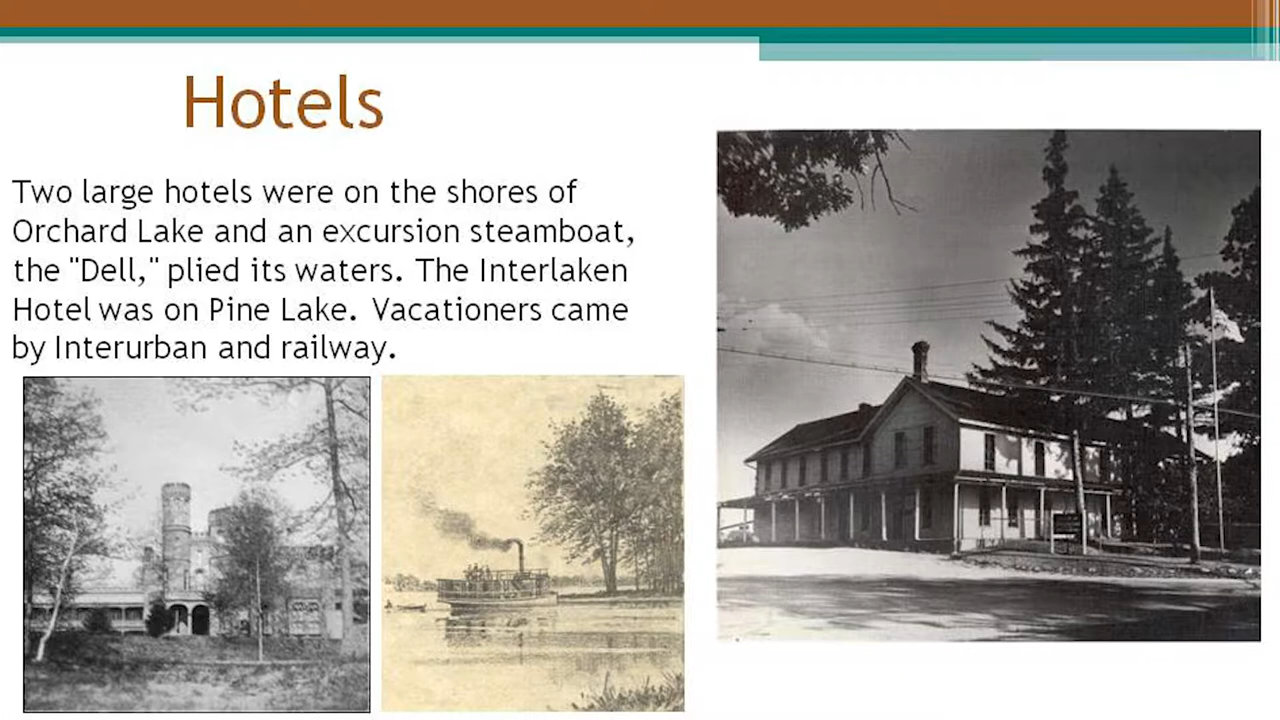 Hotels
Two large hotels were on the shores of
Orchard Lake and an excursion steamboat,
the "Dell," plied its waters. The Interlaken
Hotel was on Pine Lake. Vacationers came
by Interurban and railway.